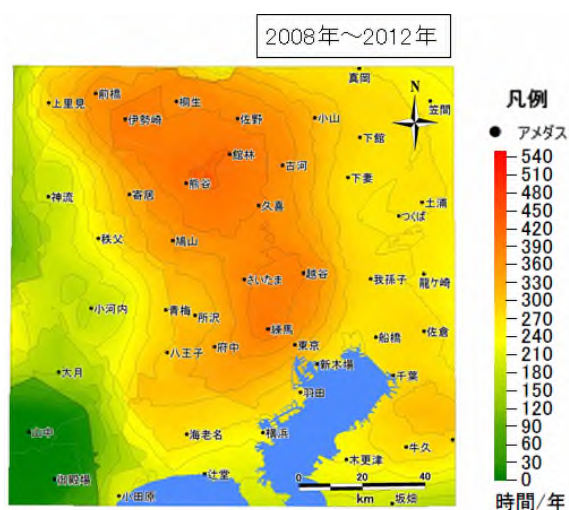 2008年～2012年
真岡
N
前橋
上里見
桐生
笠間
伊勢崎
佐野
小山
下館
館林
古河
熊谷
下妻
寄居
神流
久喜
土浦
つくば
秩父
鳩山
さいたま
越谷
我孫子
龍ケ崎
小河内
青梅
所沢
練馬
船橋
佐倉
八王子
府中
東京
新木場
大月
千葉
羽田
山中
海老名
横浜
牛久
木更津
御殿場
辻堂
小田原
坂畑
0 20 40
km
凡例
アメダス
540
510
480
450
420
390
360
330
300
270
240
210
180
150
120
90
60
30
0
時間/年